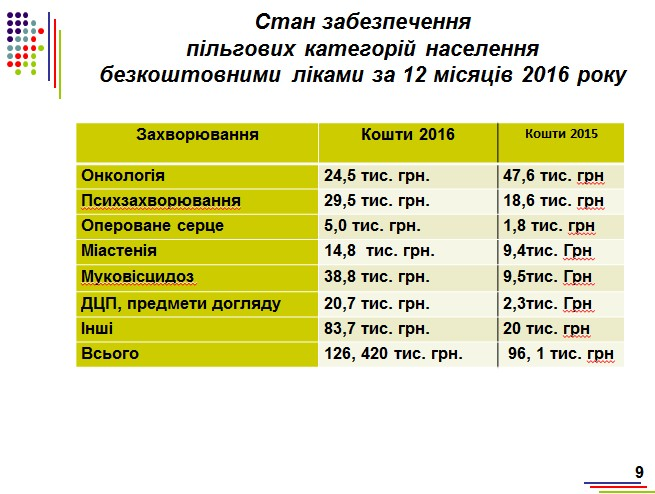 Стан забезпечення
пільгових категорій населення
безкоштовними ліками за 12 місяців 2016 року
Захворювання Кошти 2016 Кошти 2015
Онкологія 24,5 тис. грн. 47,6 тис. грн
Психзахворювання 29,5 тис. грн. 18,6 тис. грн
Опероване серце 5,0 тис. грн. 1,8 тис. грн
Міастенія 14,8 тис. грн. 9,4тис. Грн
Муковісцидоз 38,8 тис. грн. 9,5тис. Грн
ДЦП, предмети догляду 20,7 тис. грн. 2,3тис. Грн
Інші 83,7 тис. грн. 20 тис. грн
Всього 126, 420 тис. грн. 96, 1 тис. грн
9